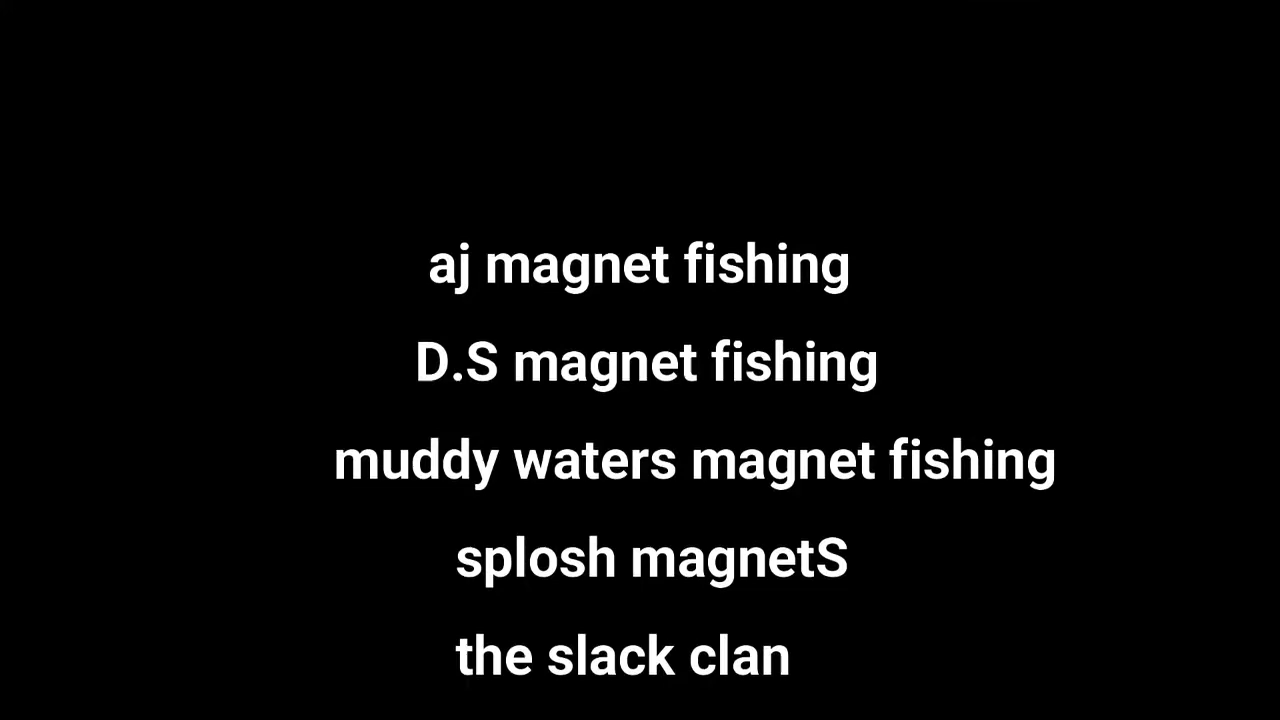 aj magnet fishing
D.S magnet fishing
muddy waters magnet fishing
splosh magnetS
the slack clan